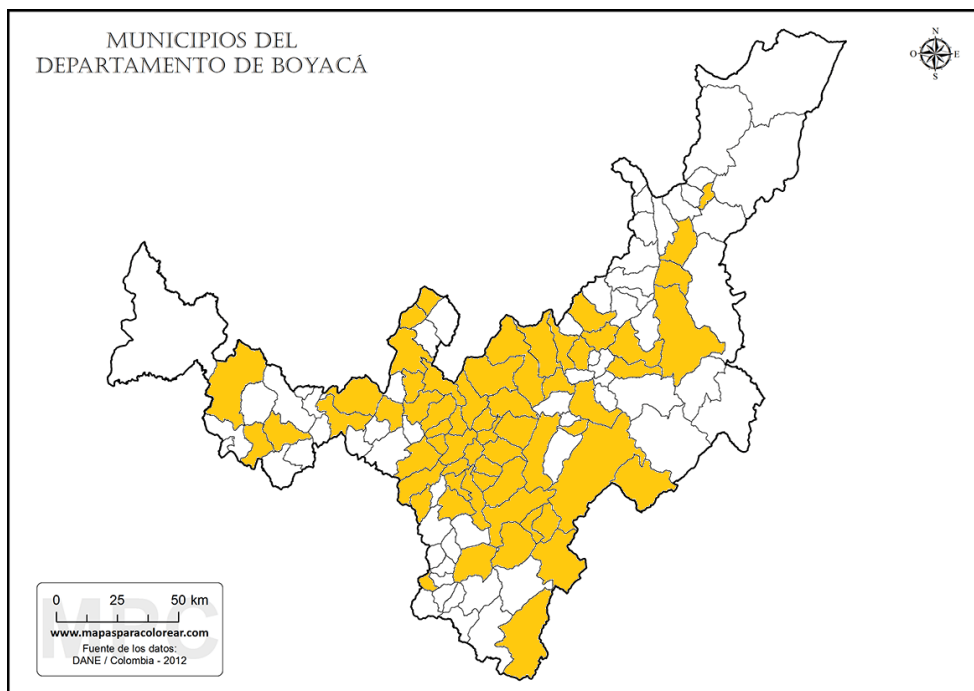 MUNICIPIOS DEL
DEPARTAMENTO DE BOYACÁ
N
O E
S
0 25 50 km
MPC
www.mapasparacolorear.com
Fuente de los datos:
DANE / Colombia - 2012